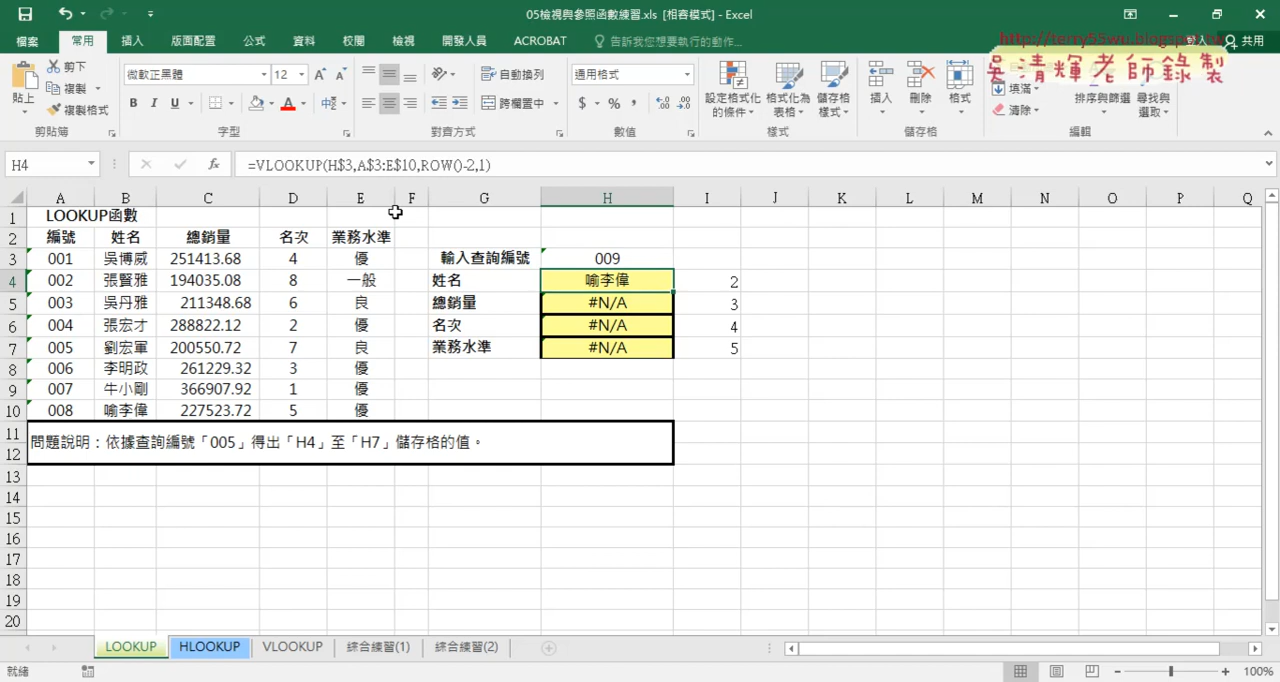 05檢視與參照函數練習.xls [相容模式] - Excel
檔案 常用 插入 版面配置 公式 資料 校閱 檢視 開發人員 ACROBAT 告訴我您想要執行的動作... 登入 共用
http://terry55wu.blogspot.tw
吳清輝老師錄製
貼上 剪下 複製 複製格式 剪貼簿
微軟正黑體 12 B I U 字型
自動換列 跨欄置中 對齊方式
通用格式 $ % , 數值
設定格式化的條件 格式化為表格 儲存格樣式 樣式
插入 刪除 格式 儲存格
填滿 清除 排序與篩選 尋找與選取 編輯
H4 fx =VLOOKUP(H$3,A$3:E$10,ROW()-2,1)
A B C D E F G H I J K L M N O P Q
1 LOOKUP函數
2 編號 姓名 總銷量 名次 業務水準
3 001 吳博威 251413.68 4 優 輸入查詢編號 009
4 002 張賢雅 194035.08 8 一般 姓名 喻李偉 2
5 003 吳丹雅 211348.68 6 良 總銷量 #N/A 3
6 004 張宏才 288822.12 2 優 名次 #N/A 4
7 005 劉宏軍 200550.72 7 良 業務水準 #N/A 5
8 006 李明政 261229.32 3 優
9 007 牛小剛 366907.92 1 優
10 008 喻李偉 227523.72 5 優
11
問題說明：依據查詢編號「005」得出「H4」至「H7」儲存格的值。
12
13
14
15
16
17
18
19
20
LOOKUP HLOOKUP VLOOKUP 綜合練習(1) 綜合練習(2)
就緒 100%